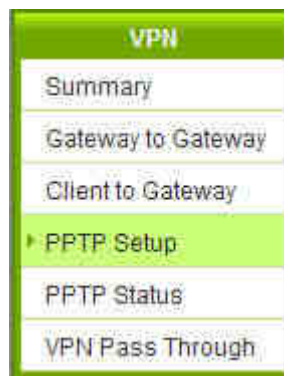 VPN
Summary
Gateway to Gateway
Client to Gateway
PPTP Setup
PPTP Status
VPN Pass Through